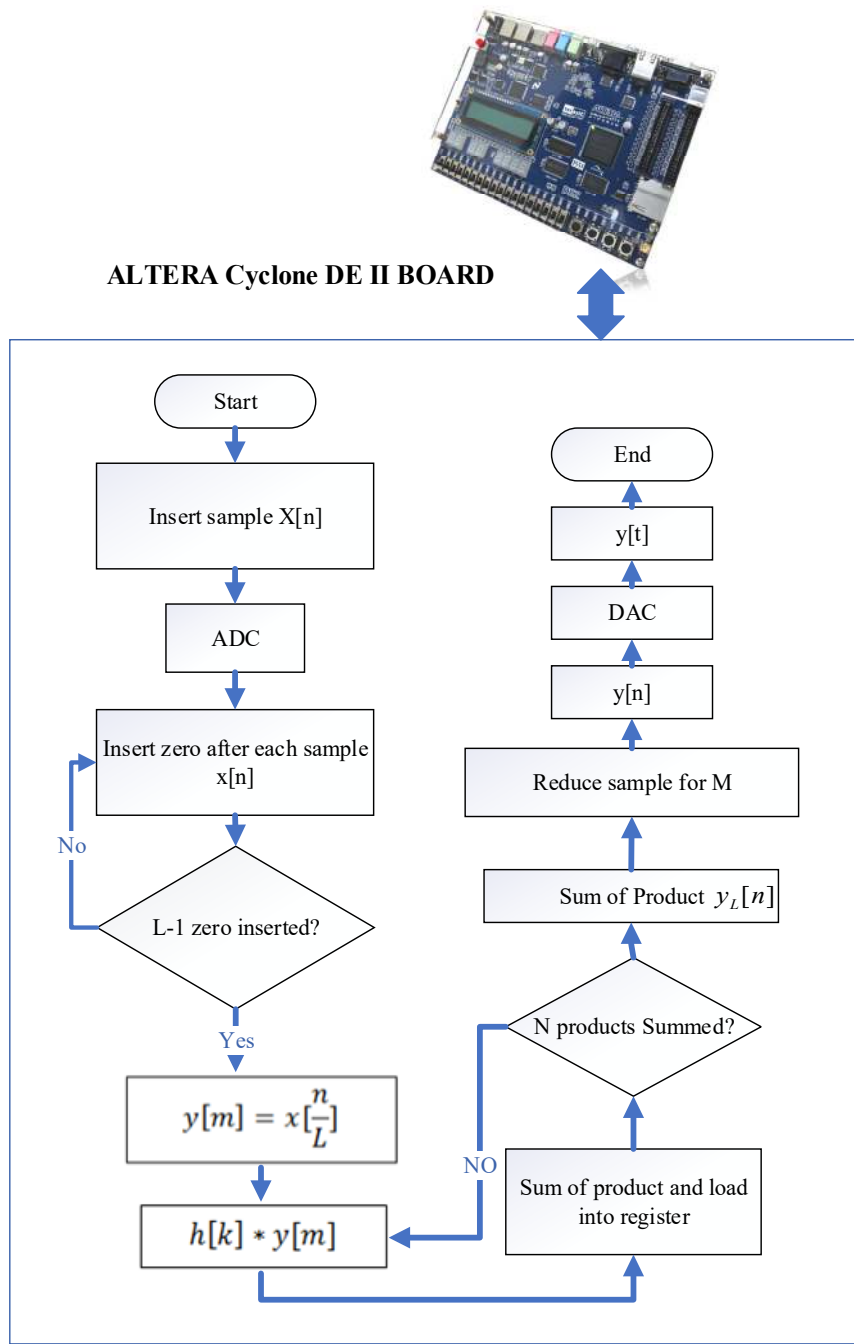 ALTERA Cyclone DE II BOARD
Start
Insert sample X[n]
ADC
Insert zero after each sample
x[n]
No
L-1 zero inserted?
Yes
y[m] = x[n/L]
h[k] * y[m]
End
y[t]
DAC
y[n]
Reduce sample for M
Sum of Product y_L[n]
N products Summed?
NO
Sum of product and load
into register